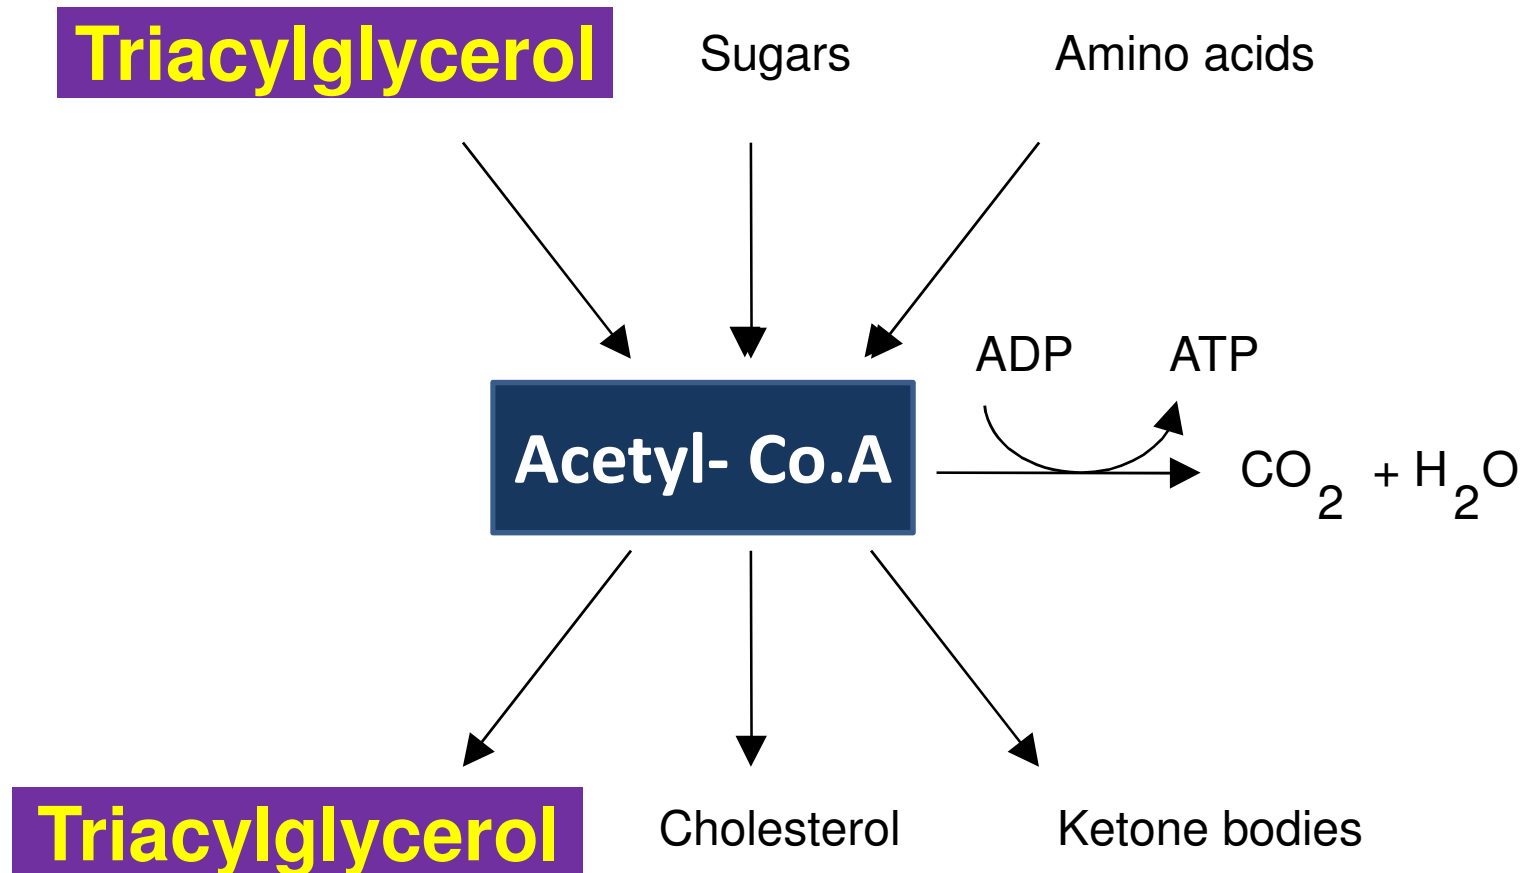 Triacylglycerol Sugars Amino acids
ADP ATP
Acetyl- Co.A CO2 + H2O
Triacylglycerol Cholesterol Ketone bodies